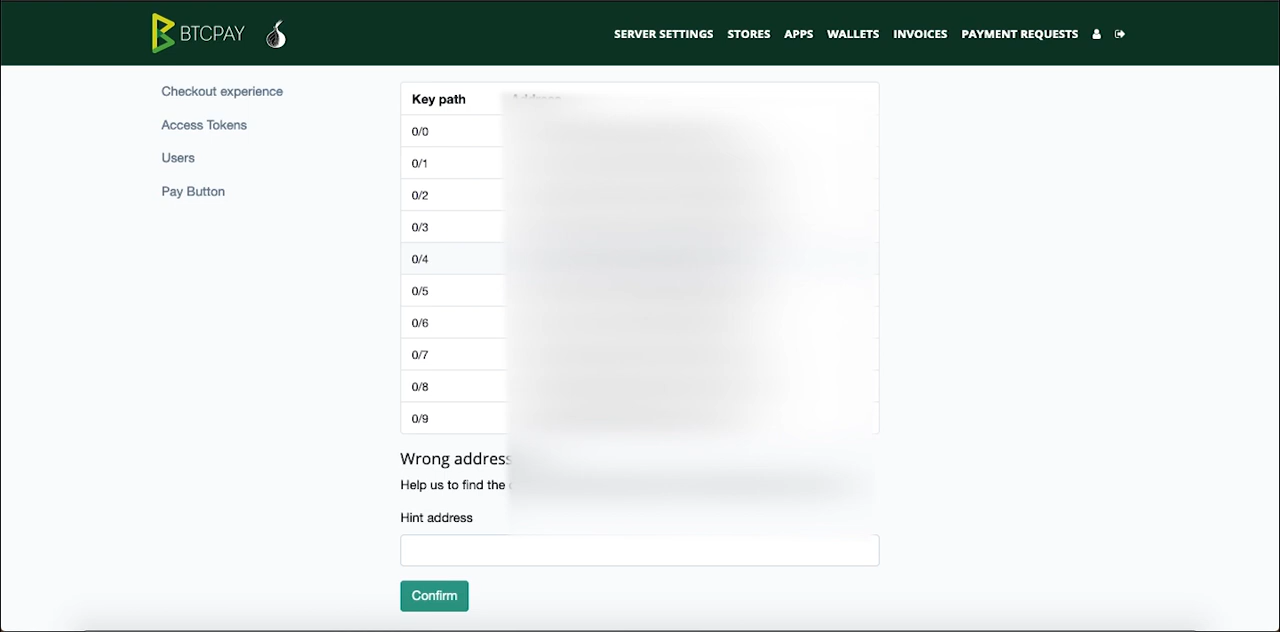 BTCPAY
SERVER SETTINGS STORES APPS WALLETS INVOICES PAYMENT REQUESTS
Checkout experience
Access Tokens
Users
Pay Button
Key path Address
0/0
0/1
0/2
0/3
0/4
0/5
0/6
0/7
0/8
0/9
Wrong address
Help us to find the
Hint address
Confirm